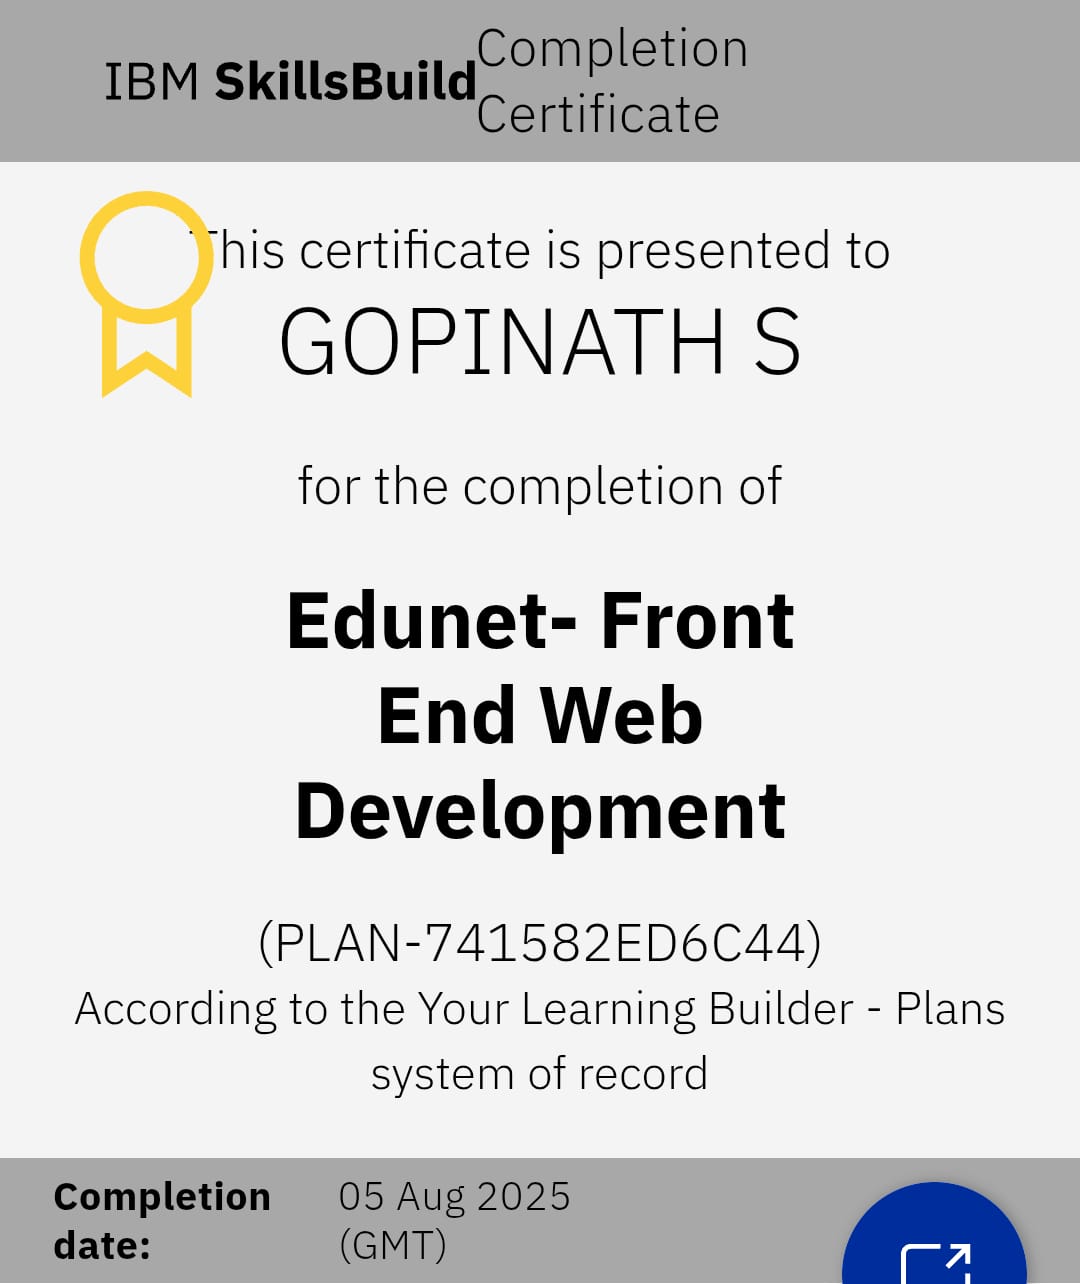 IBM SkillsBuild
Completion
Certificate
This certificate is presented to
GOPINATH S
for the completion of
Edunet- Front
End Web
Development
(PLAN-741582ED6C44)
According to the Your Learning Builder - Plans
system of record
Completion
date:
05 Aug 2025
(GMT)